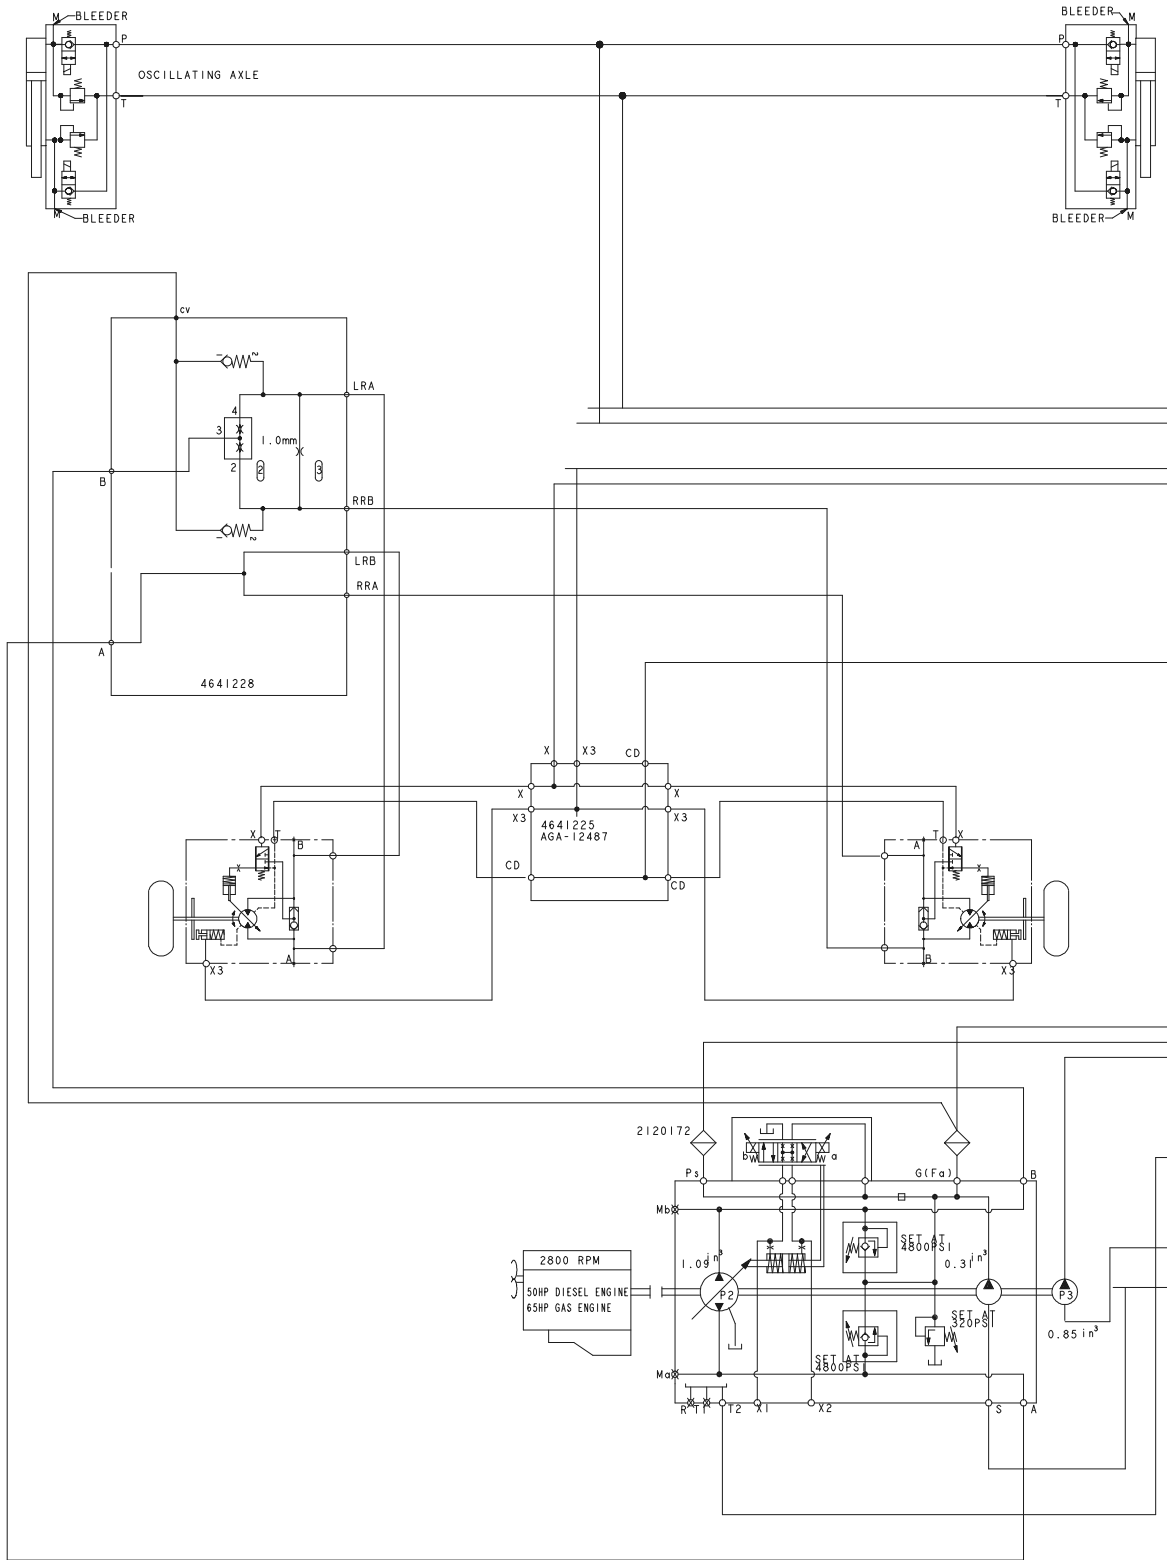 M BLEEDER
BLEEDER M
P
P
OSCILLATING AXLE
T
T
M BLEEDER
BLEEDER M
cv
LRA
4
3
1.0mm
2
2
3
B
RRB
LRB
RRA
A
4641228
X X3 CD
X X
X3 X3
4641225
AGA-12487
X T B
A T X
CD
CD
A
B
X3
X3
2120172
b a
Ps G(Fa) B
Mb
SET AT
4800PSI
1.09 in³
0.31 in³
2800 RPM
50HP DIESEL ENGINE
65HP GAS ENGINE
P2
P3
SET AT
320PSI
0.85 in³
SET AT
4800PSI
Ma
R T1 T2 X1 X2 S A